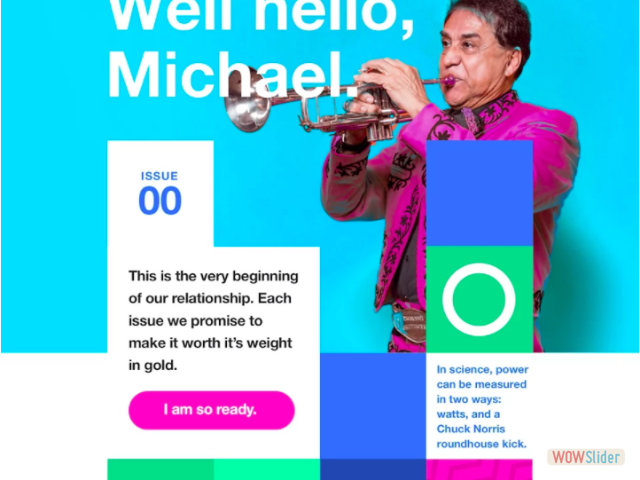 Well hello,
Michael.
ISSUE
00
This is the very beginning
of our relationship. Each
issue we promise to
make it worth it’s weight
in gold.
I am so ready.
In science, power
can be measured
in two ways:
watts, and a
Chuck Norris
roundhouse kick.
WOWSlider